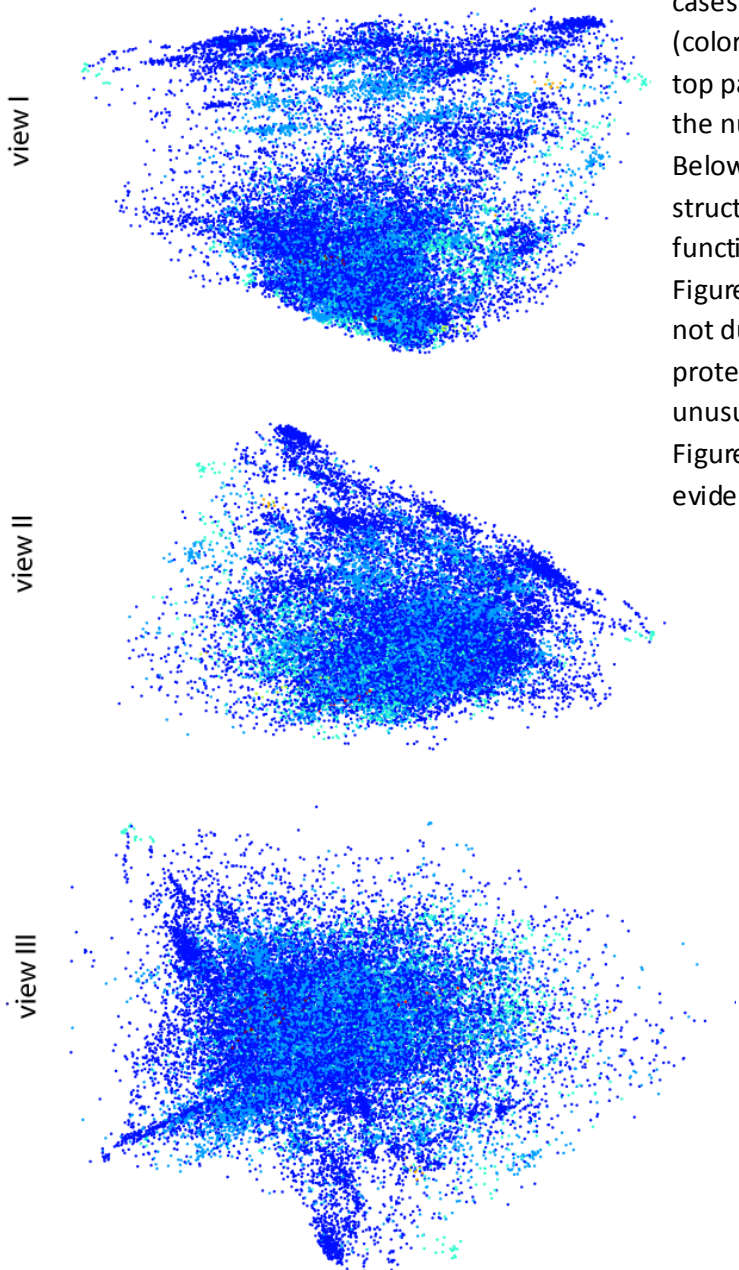 cases
(color
top pa
the nu
Below
struct
functi
Figure
not du
prote
unusu
Figure
evide
view I
view II
view III